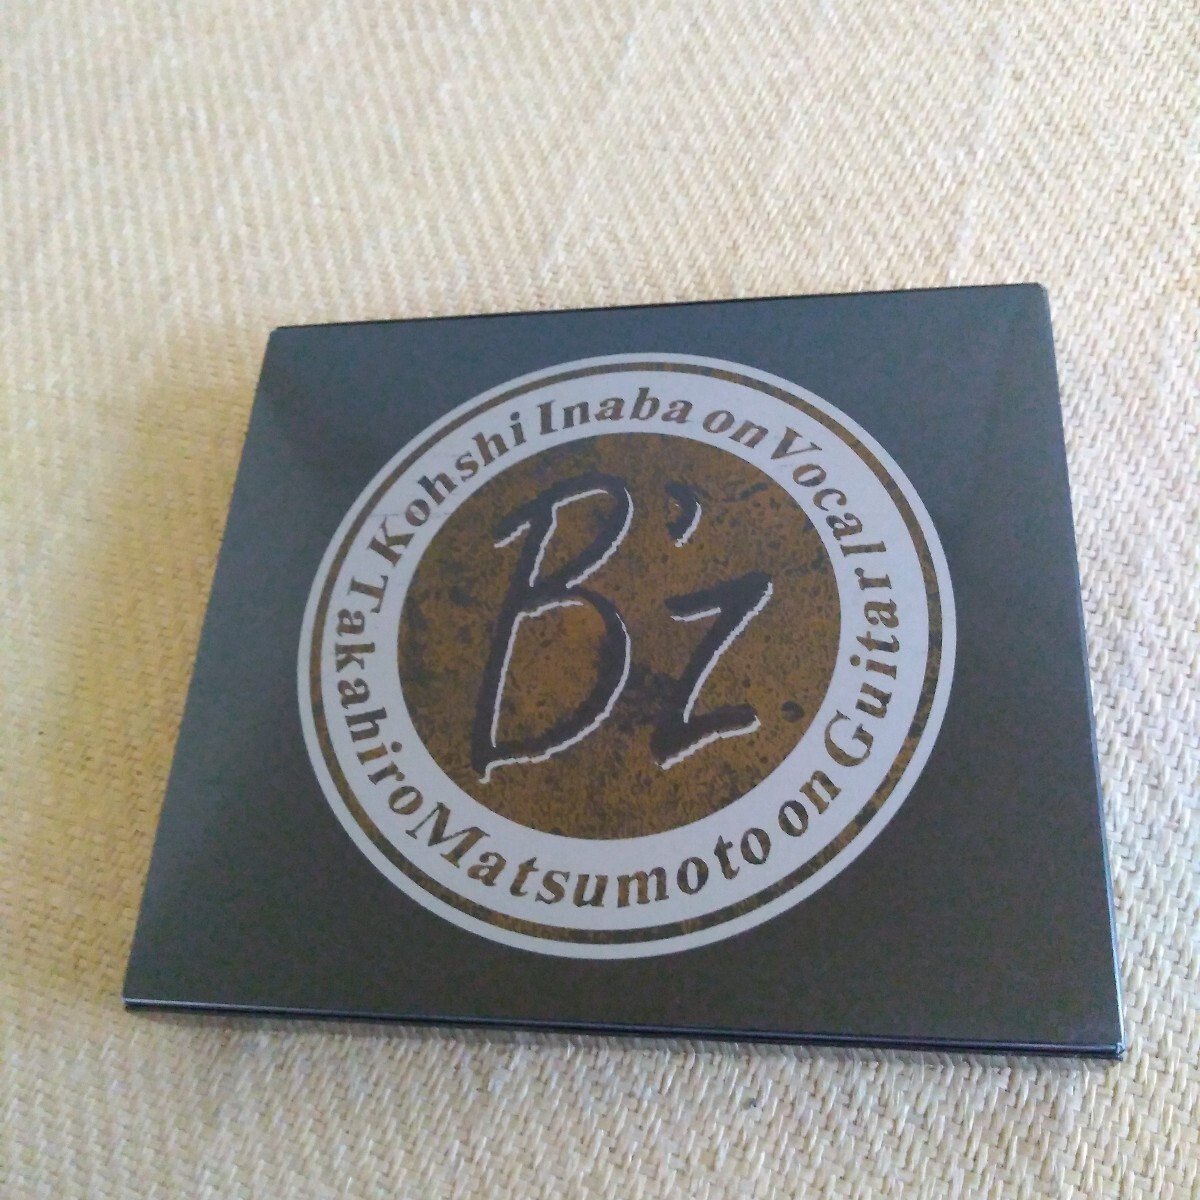 Kohshi Inaba on Vocal
B'z
Takahiro Matsumoto on Guitar